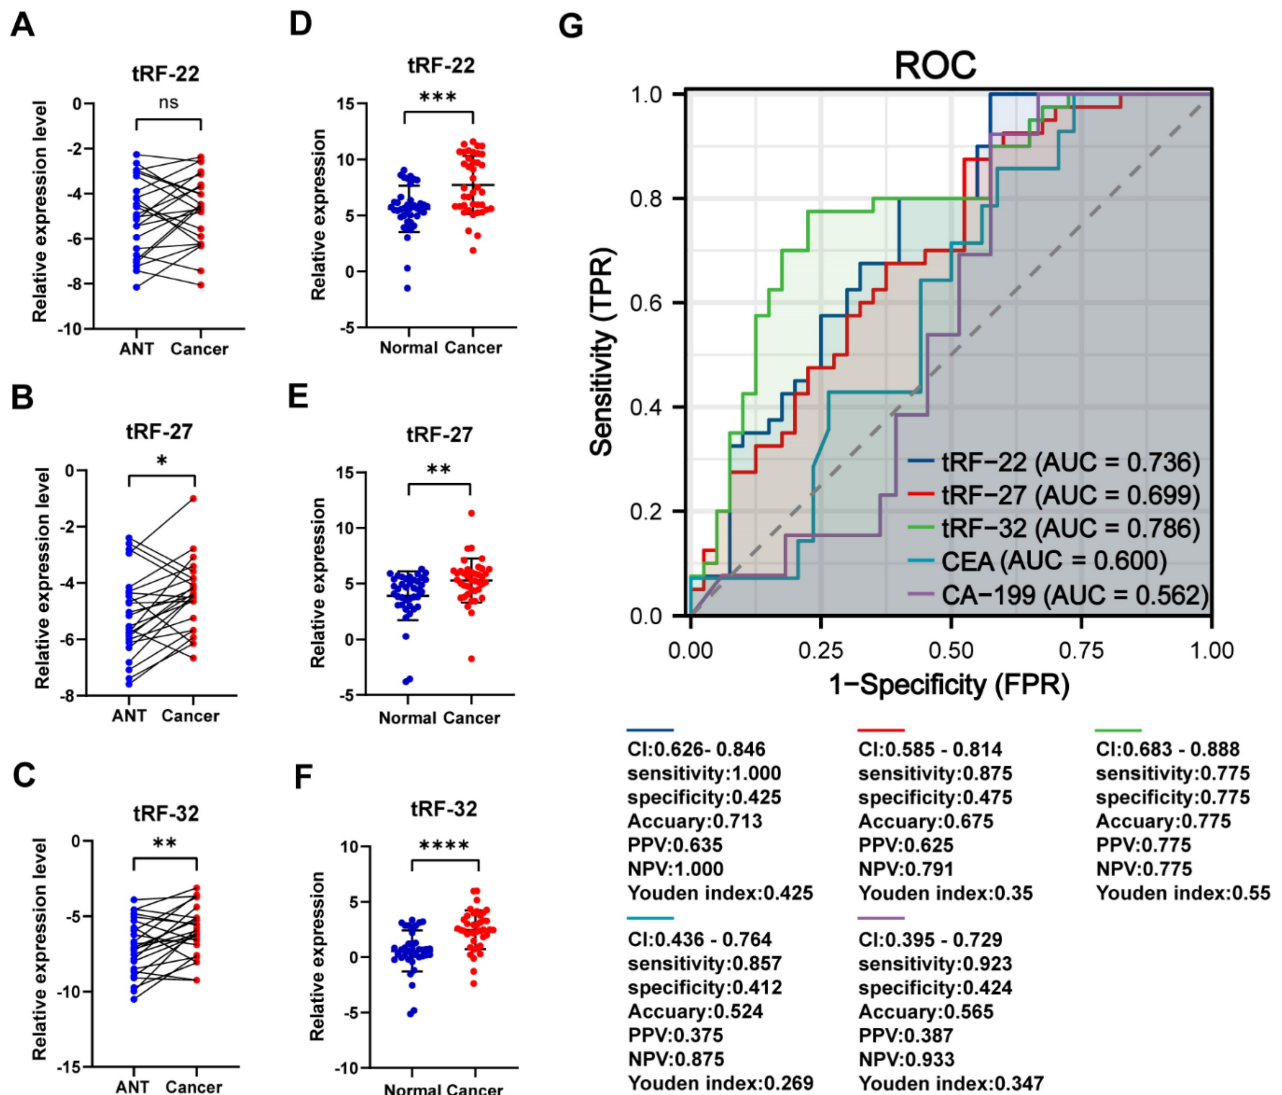 A
tRF-22
ns
Relative expression level
0
-2
-4
-6
-8
-10
ANT Cancer
B
tRF-27
*
Relative expression level
0
-2
-4
-6
-8
ANT Cancer
C
tRF-32
**
Relative expression level
0
-5
-10
-15
ANT Cancer
D
tRF-22
***
Relative expression
15
10
5
0
-5
Normal Cancer
E
tRF-27
**
Relative expression
15
10
5
0
-5
Normal Cancer
F
tRF-32
****
Relative expression
10
5
0
-5
-10
Normal Cancer
G
ROC
Sensitivity (TPR)
1.0
0.8
0.6
0.4
0.2
0.0
tRF−22 (AUC = 0.736)
tRF−27 (AUC = 0.699)
tRF−32 (AUC = 0.786)
CEA (AUC = 0.600)
CA−199 (AUC = 0.562)
0.00 0.25 0.50 0.75 1.00
1−Specificity (FPR)
CI:0.626- 0.846
sensitivity:1.000
specificity:0.425
Accuary:0.713
PPV:0.635
NPV:1.000
Youden index:0.425
CI:0.585 - 0.814
sensitivity:0.875
specificity:0.475
Accuary:0.675
PPV:0.625
NPV:0.791
Youden index:0.35
CI:0.683 - 0.888
sensitivity:0.775
specificity:0.775
Accuary:0.775
PPV:0.775
NPV:0.775
Youden index:0.55
CI:0.436 - 0.764
sensitivity:0.857
specificity:0.412
Accuary:0.524
PPV:0.375
NPV:0.875
Youden index:0.269
CI:0.395 - 0.729
sensitivity:0.923
specificity:0.424
Accuary:0.565
PPV:0.387
NPV:0.933
Youden index:0.347